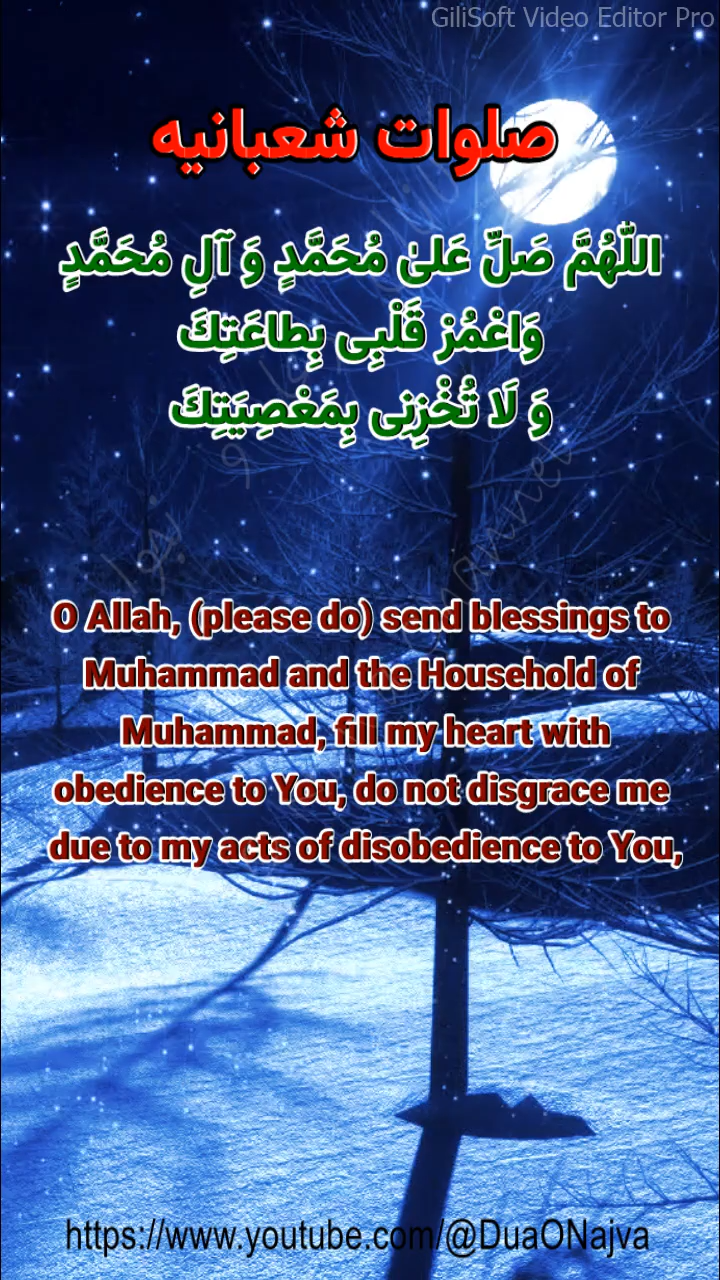 GiliSoft Video Editor Pro
صلوات شعبانیه
اللّٰهُمَّ صَلِّ عَلىٰ مُحَمَّدٍ وَ آلِ مُحَمَّدٍ
وَاعْمُرْ قَلْبِی بِطاعَتِكَ
وَ لَا تُخْزِنِی بِمَعْصِيَتِكَ
O Allah, (please do) send blessings to
Muhammad and the Household of
Muhammad, fill my heart with
obedience to You, do not disgrace me
due to my acts of disobedience to You,
https://www.youtube.com/@DuaONajva